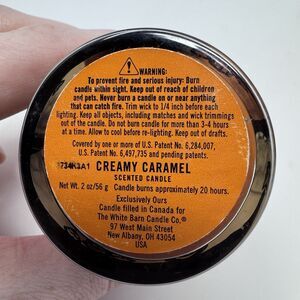 WARNING:
To prevent fire and serious injury: Burn
candle within sight. Keep out of reach of children
and pets. Never burn a candle on or near anything
that can catch fire. Trim wick to 1/4 inch before each
lighting. Keep all objects, including matches and wick trimmings
out of the candle. Do not burn candle for more than 3-4 hours
at a time. Allow to cool before re-lighting. Keep out of drafts.
Covered by one or more of U.S. Patent No. 6,284,007,
U.S. Patent No. 6,497,735 and pending patents.
CREAMY CARAMEL
SCENTED CANDLE
Net Wt. 2 oz/56 g Candle burns approximately 20 hours.
Exclusively Ours
Candle filled in Canada for
The White Barn Candle Co.®
97 West Main Street
New Albany, OH 43054
USA